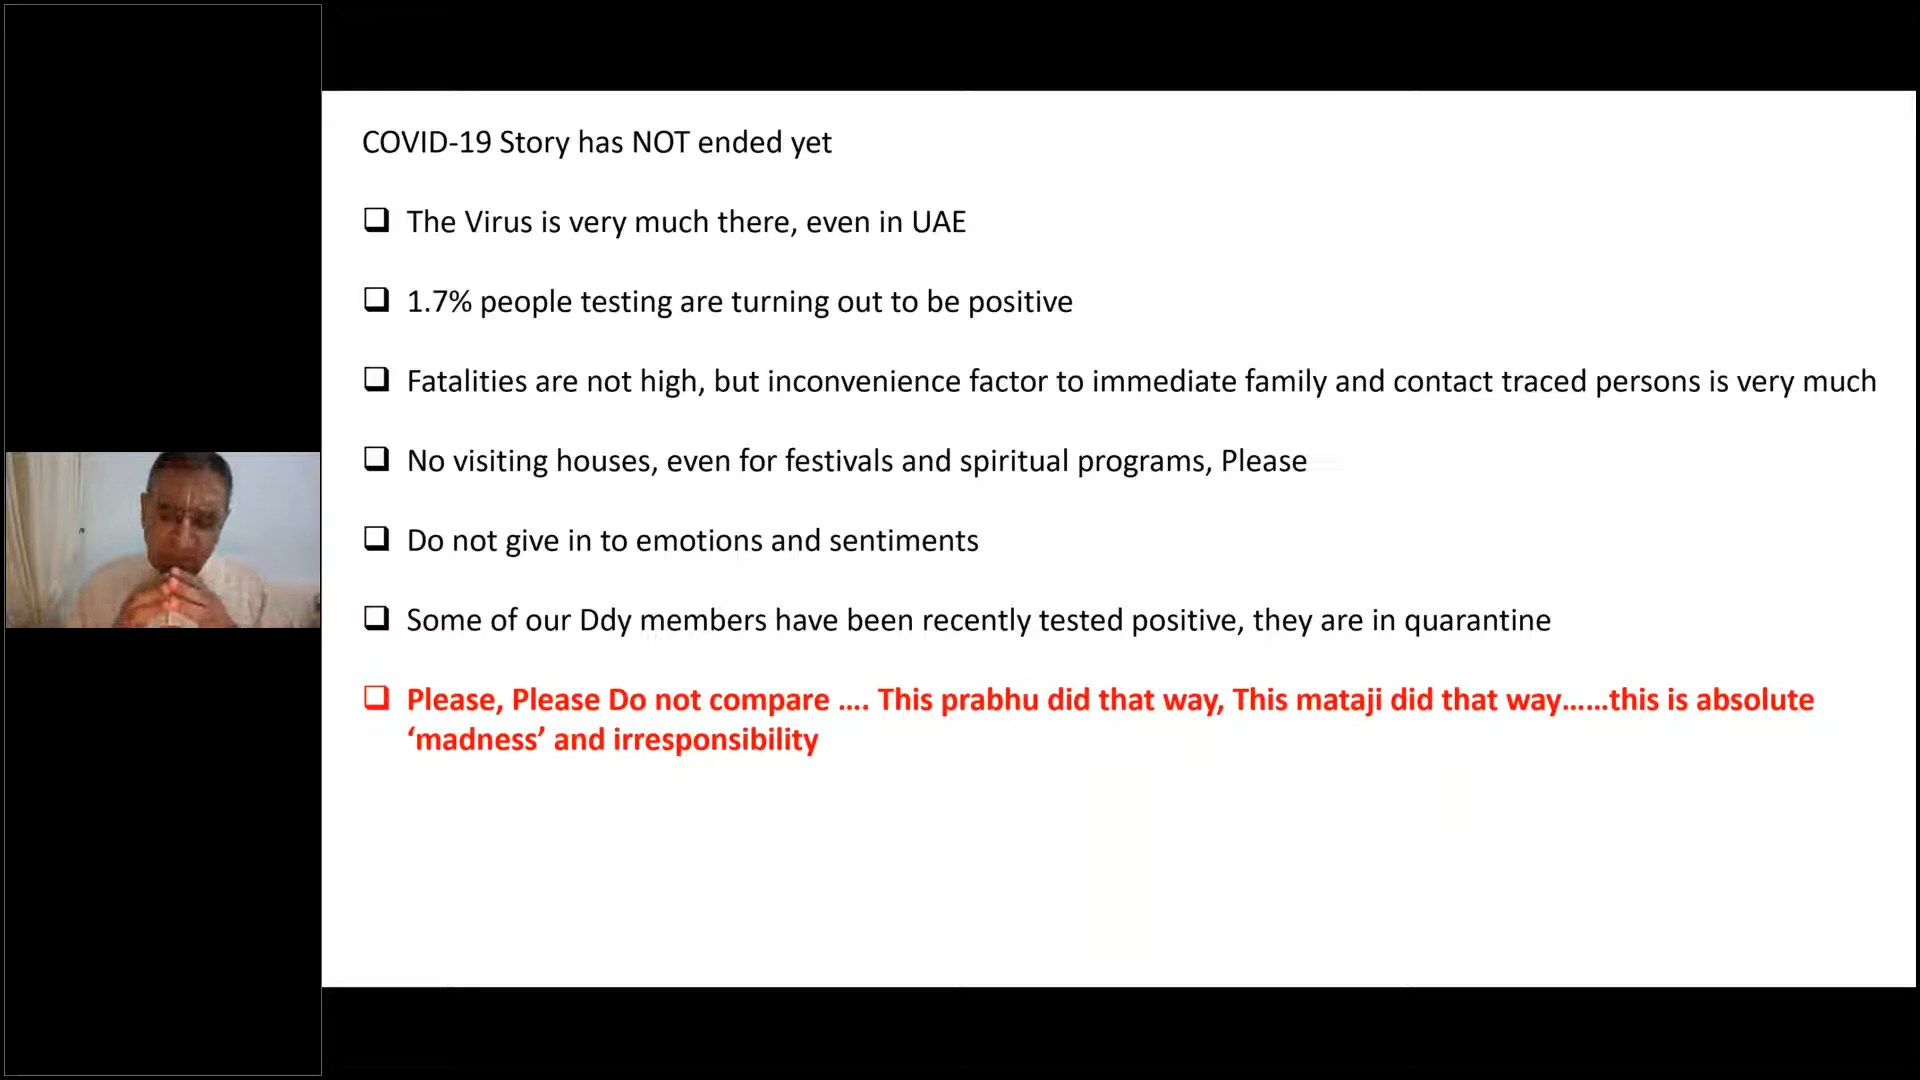 COVID-19 Story has NOT ended yet
The Virus is very much there, even in UAE
1.7% people testing are turning out to be positive
Fatalities are not high, but inconvenience factor to immediate family and contact traced persons is very much
No visiting houses, even for festivals and spiritual programs, Please
Do not give in to emotions and sentiments
Some of our Ddy members have been recently tested positive, they are in quarantine
Please, Please Do not compare .... This prabhu did that way, This mataji did that way......this is absolute
‘madness’ and irresponsibility